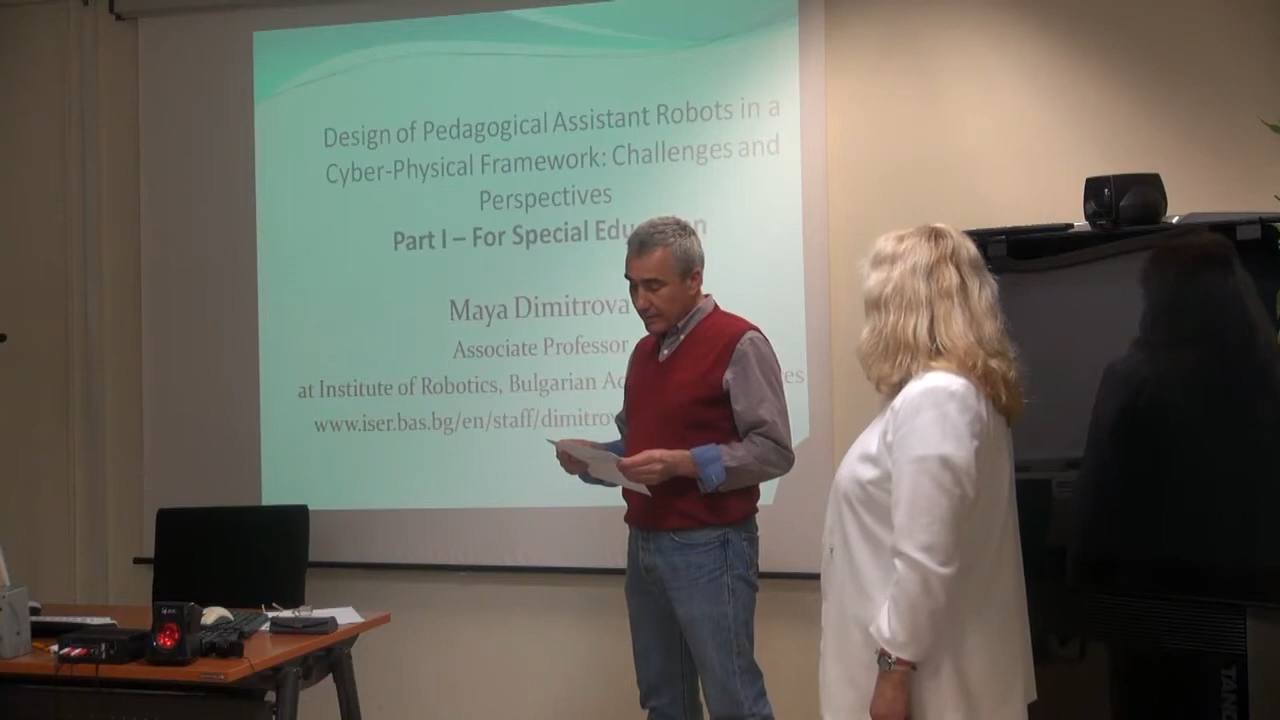 Design of Pedagogical Assistant Robots in a
Cyber-Physical Framework: Challenges and
Perspectives
Part I – For Special
Maya Dimitrova
Associate Professor
at Institute of Robotics, Bulgarian
www.iser.bas.bg/en/staff/dimitrov